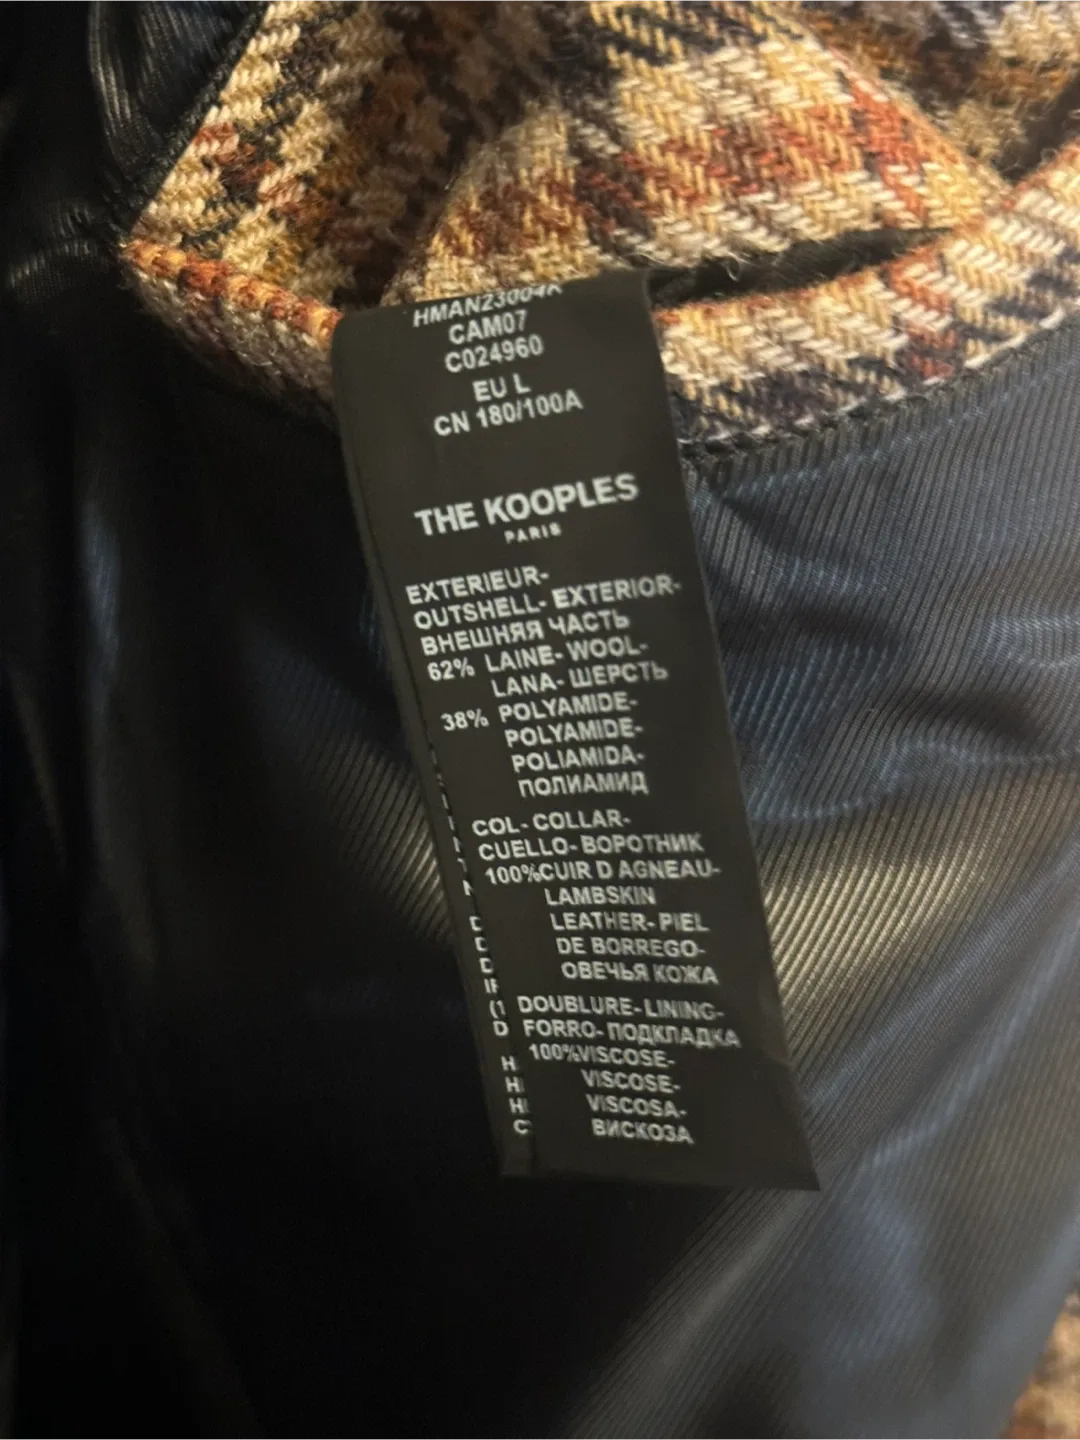 HMAN23004K
CAM07
C024960
EU L
CN 180/100A
THE KOOPLES
PARIS
EXTERIEUR-
OUTSHELL- EXTERIOR-
ВНЕШНЯЯ ЧАСТЬ
62% LAINE- WOOL-
LANA- ШЕРСТЬ
38% POLYAMIDE-
POLYAMIDE-
POLIAMIDA-
ПОЛИАМИД
COL- COLLAR-
CUELLO- ВОРОТНИК
100%CUIR D AGNEAU-
LAMBSKIN
LEATHER- PIEL
DE BORREGO-
ОВЕЧЬЯ КОЖА
DOUBLURE- LINING-
FORRO- ПОДКЛАДКА
100%VISCOSE-
VISCOSE-
VISCOSA-
ВИСКОЗА